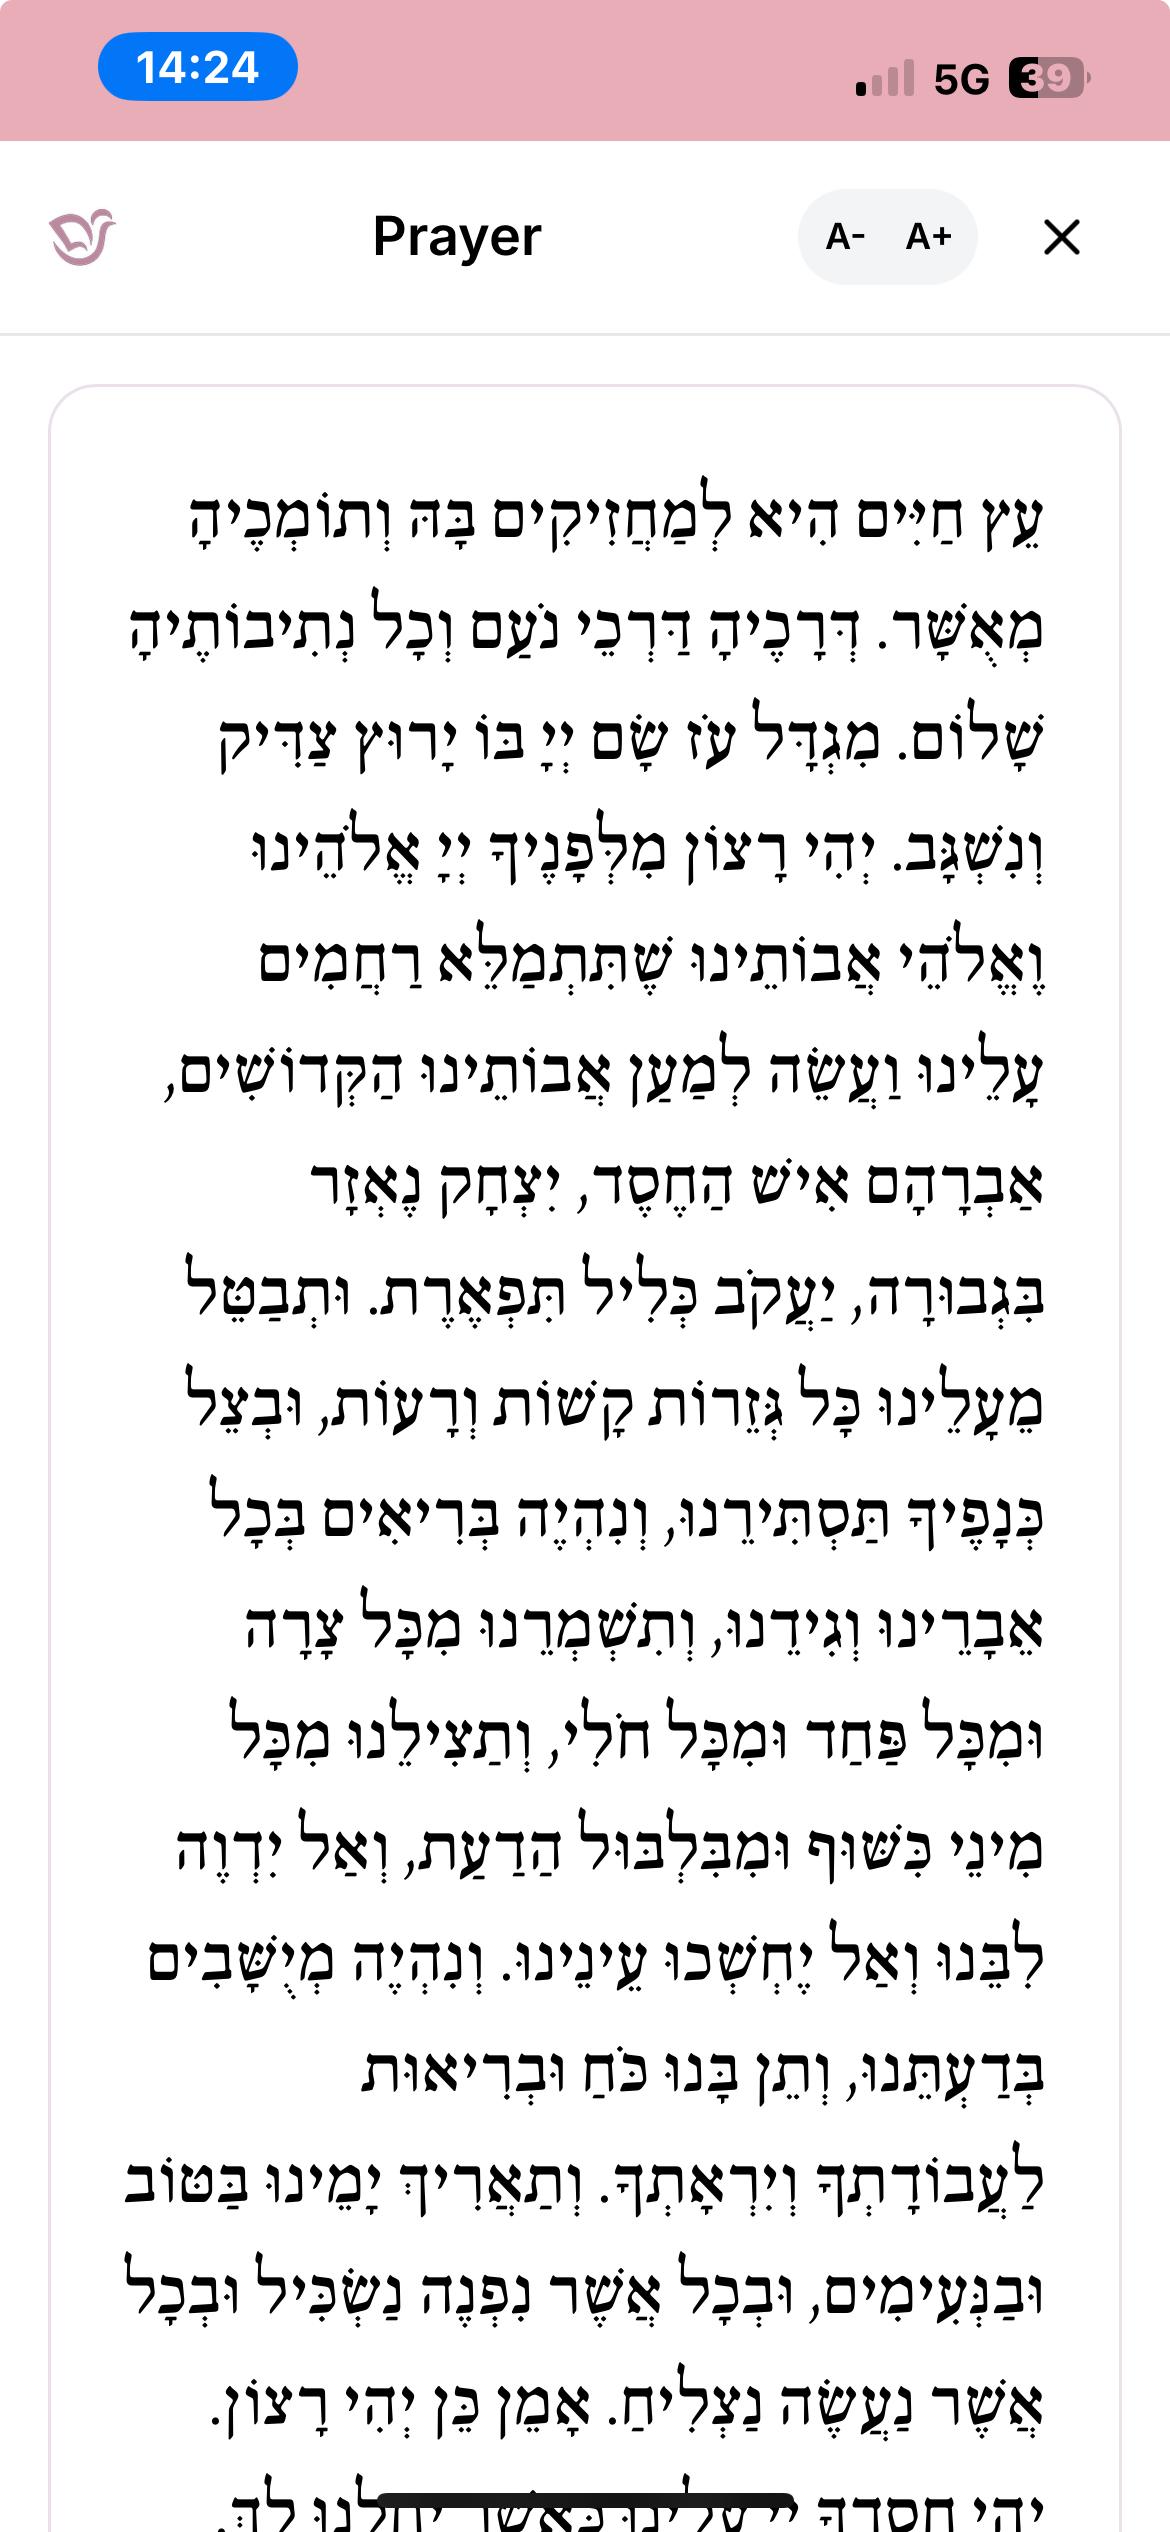 14:24
5G 39
Prayer
A- A+
עֵץ חַיִּים הִיא לְמַחֲזִיקִים בָּהּ וְתוֹמְכֶיהָ
מְאֻשָּׁר. דְּרָכֶיהָ דַּרְכֵי נֹעַם וְכָל נְתִיבוֹתֶיהָ
שָׁלוֹם. מִגְדָּל עֹז שָׂם יְיָ בּוֹ יָרוּץ צַדִּיק
וְנִשְׂגָּב. יְהִי רָצוֹן מִלְּפָנֶיךָ יְיָ אֱלֹהֵינוּ
וֶאֱלֹהֵי אֲבוֹתֵינוּ שֶׁתִּתְמַלֵּא רַחֲמִים
עָלֵינוּ וַעֲשֵׂה לְמַעַן אֲבוֹתֵינוּ הַקְּדוֹשִׁים,
אַבְרָהָם אִישׁ הַחֶסֶד, יִצְחָק נֶאְזָר
בִּגְבוּרָה, יַעֲקֹב כְּלִיל תִּפְאֶרֶת. וּתְבַטֵּל
מֵעָלֵינוּ כָּל גְּזֵרוֹת קָשׁוֹת וְרָעוֹת, וּבְצֵל
כְּנָפֶיךָ תַּסְתִּירֵנוּ, וְנִהְיֶה בְּרִיאִים בְּכָל
אֵבָרֵינוּ וְגִידֵנוּ, וְתִשְׁמְרֵנוּ מִכָּל צָרָה
וּמִכָּל פַּחַד וּמִכָּל חֹלִי, וְתַצִּילֵנוּ מִכָּל
מִינֵי כִּשּׁוּף וּמִבִּלְבּוּל הַדַעַת, וְאַל יִדְוֶה
לִבֵּנוּ וְאַל יֶחְשְׁכוּ עֵינֵינוּ. וְנִהְיֶה מְיֻשָּׁבִים
בְּדַעְתֵּנוּ, וְתֵן בָּנוּ כֹּחַ וּבְרִיאוּת
לַעֲבוֹדָתְךָ וְיִרְאָתְךָ. וְתַאֲרִיךְ יָמֵינוּ בַּטּוֹב
וּבַנְּעִימִים, וּבְכָל אֲשֶׁר נִפְנֶה נַשְׂכִּיל וּבְכָל
אֲשֶׁר נַעֲשֶׂה נַצְלִיחַ. אָמֵן כֵּן יְהִי רָצוֹן.